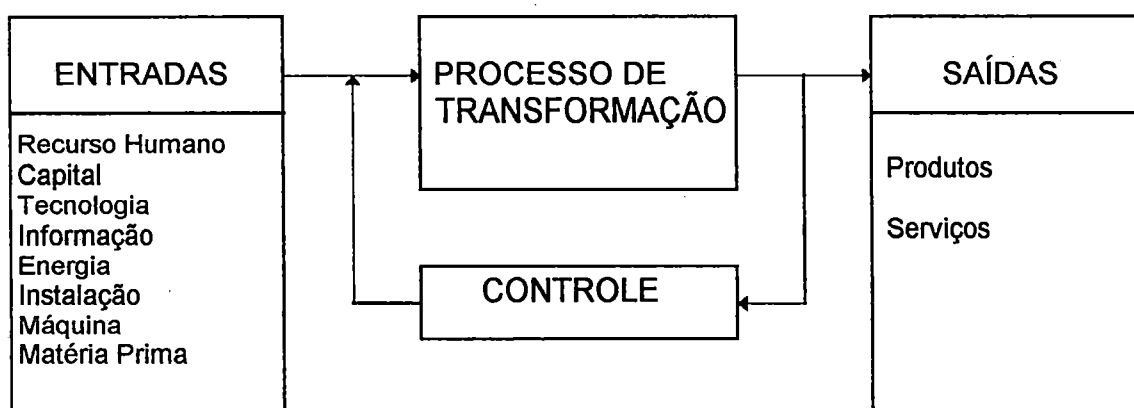 ENTRADAS
Recurso Humano
Capital
Tecnologia
Informação
Energia
Instalação
Máquina
Matéria Prima
PROCESSO DE
TRANSFORMAÇÃO
CONTROLE
SAÍDAS
Produtos
Serviços